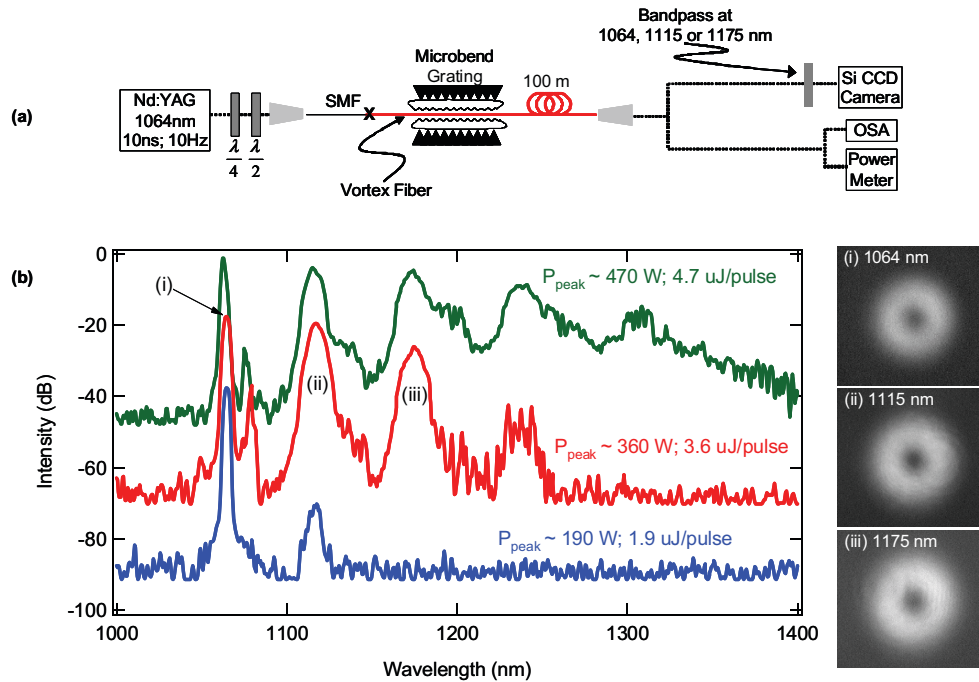 (a)
Nd:YAG
1064nm
10ns; 10Hz
λ
4
λ
2
SMF
X
Vortex Fiber
Microbend
Grating
100 m
Bandpass at
1064, 1115 or 1175 nm
Si CCD
Camera
OSA
Power
Meter
(b)
Intensity (dB)
0
-20
-40
-60
-80
-100
1000
1100
1200
1300
1400
Wavelength (nm)
(i)
(ii)
(iii)
P_peak ~ 470 W; 4.7 uJ/pulse
P_peak ~ 360 W; 3.6 uJ/pulse
P_peak ~ 190 W; 1.9 uJ/pulse
(i) 1064 nm
(ii) 1115 nm
(iii) 1175 nm